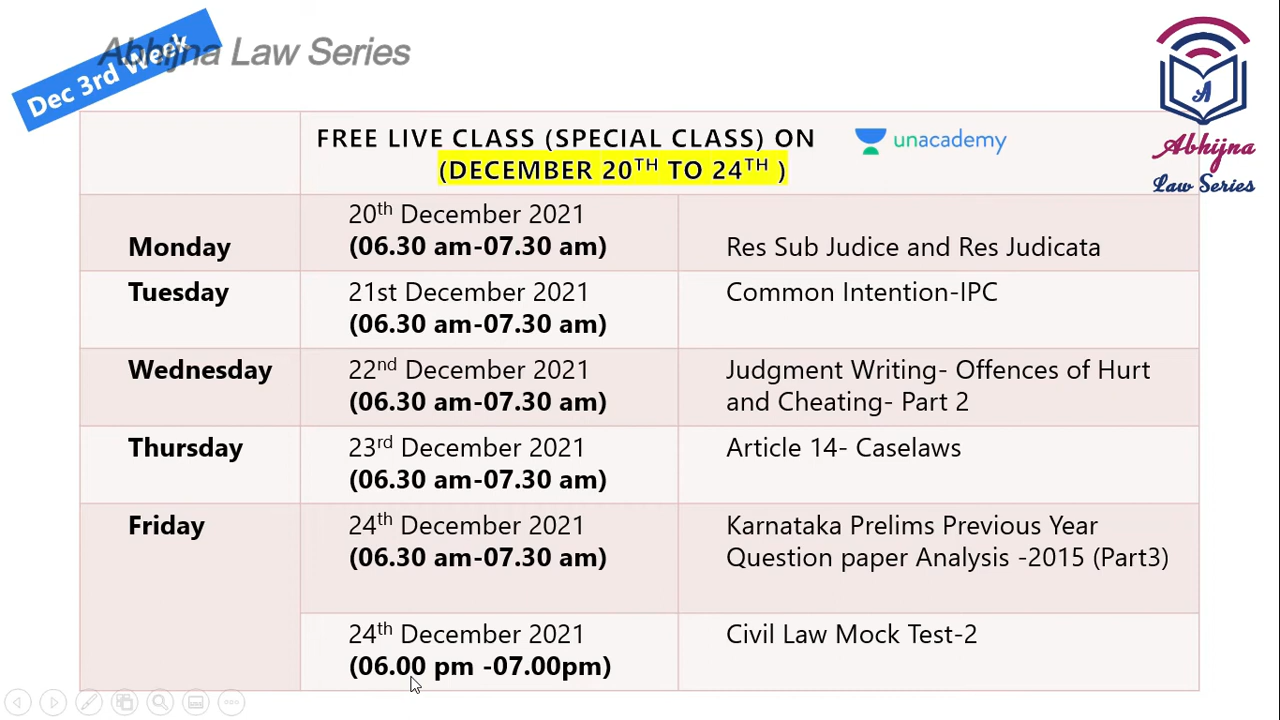 Abhijna Law Series
Dec 3rd Week
FREE LIVE CLASS (SPECIAL CLASS) ON
(DECEMBER 20TH TO 24TH )
unacademy
A
Abhijna
Law Series
Monday
20th December 2021
(06.30 am-07.30 am)
Res Sub Judice and Res Judicata
Tuesday
21st December 2021
(06.30 am-07.30 am)
Common Intention-IPC
Wednesday
22nd December 2021
(06.30 am-07.30 am)
Judgment Writing- Offences of Hurt
and Cheating- Part 2
Thursday
23rd December 2021
(06.30 am-07.30 am)
Article 14- Caselaws
Friday
24th December 2021
(06.30 am-07.30 am)
Karnataka Prelims Previous Year
Question paper Analysis -2015 (Part3)
24th December 2021
(06.00 pm -07.00pm)
Civil Law Mock Test-2